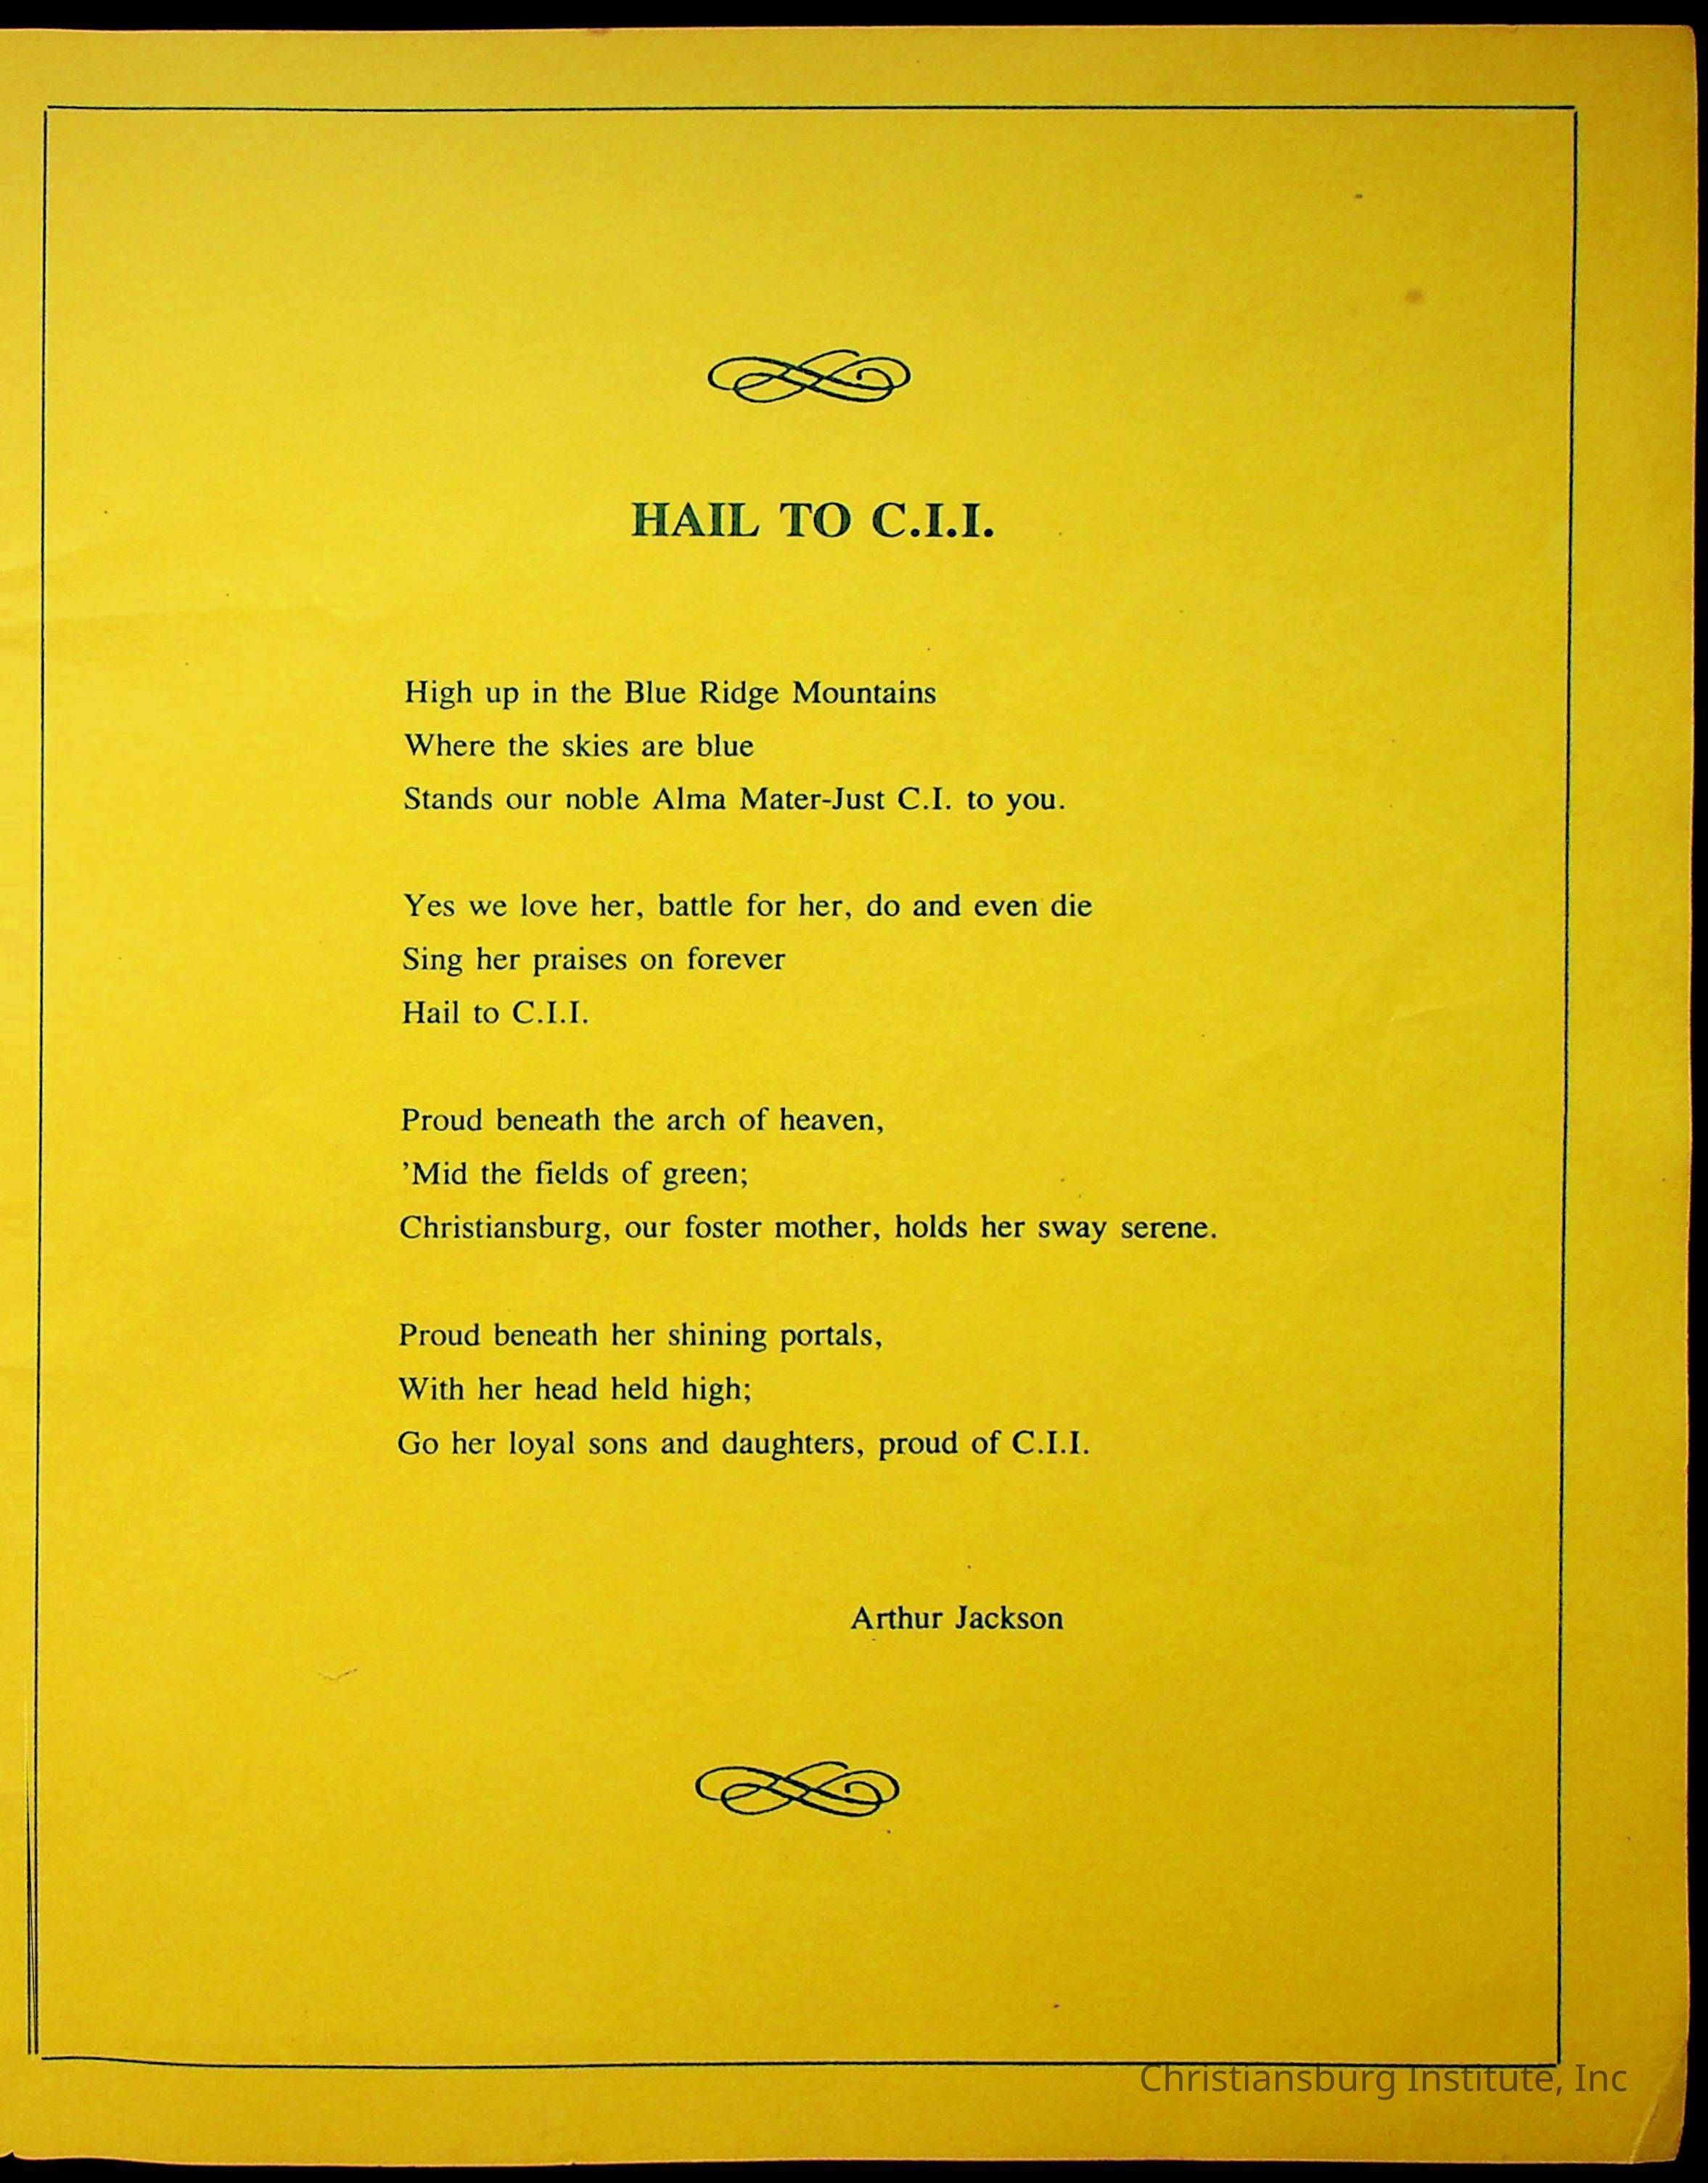 HAIL TO C.I.I.
High up in the Blue Ridge Mountains
Where the skies are blue
Stands our noble Alma Mater-Just C.I. to you.
Yes we love her, battle for her, do and even die
Sing her praises on forever
Hail to C.I.I.
Proud beneath the arch of heaven,
’Mid the fields of green;
Christiansburg, our foster mother, holds her sway serene.
Proud beneath her shining portals,
With her head held high;
Go her loyal sons and daughters, proud of C.I.I.
Arthur Jackson
Christiansburg Institute, Inc